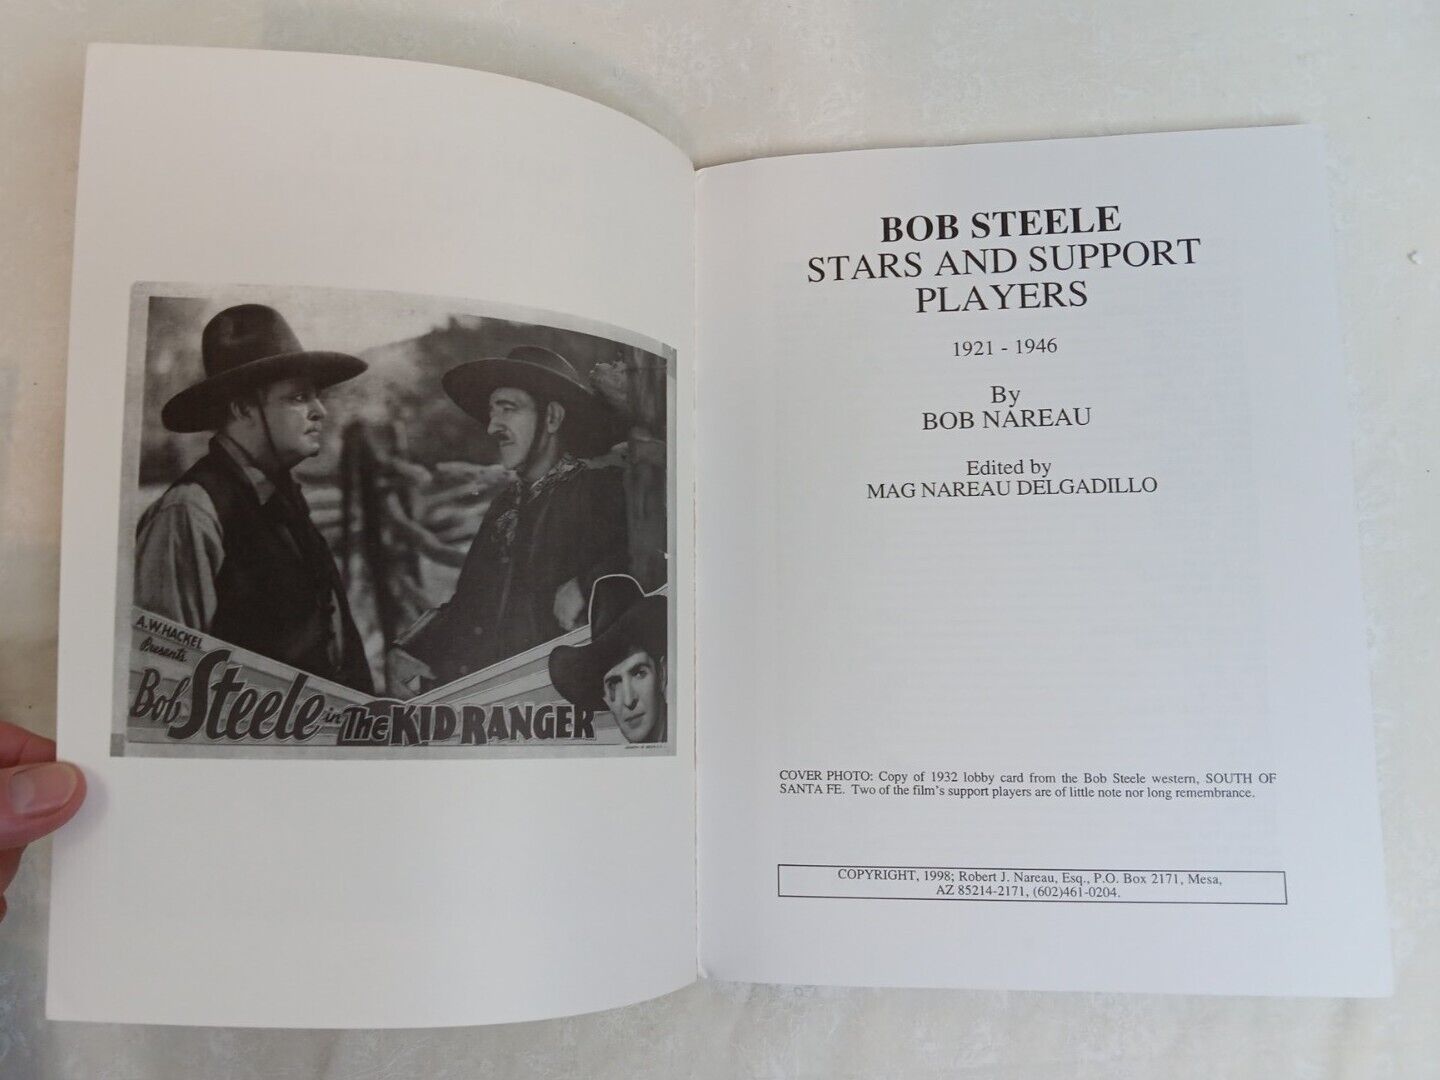 A.W. HACKEL
Presents
Bob Steele in THE KID RANGER
BOB STEELE
STARS AND SUPPORT
PLAYERS
1921 - 1946
By
BOB NAREAU
Edited by
MAG NAREAU DELGADILLO
COVER PHOTO: Copy of 1932 lobby card from the Bob Steele western, SOUTH OF
SANTA FE. Two of the film's support players are of little note nor long remembrance.
COPYRIGHT, 1998; Robert J. Nareau, Esq., P.O. Box 2171, Mesa,
AZ 85214-2171, (602)461-0204.